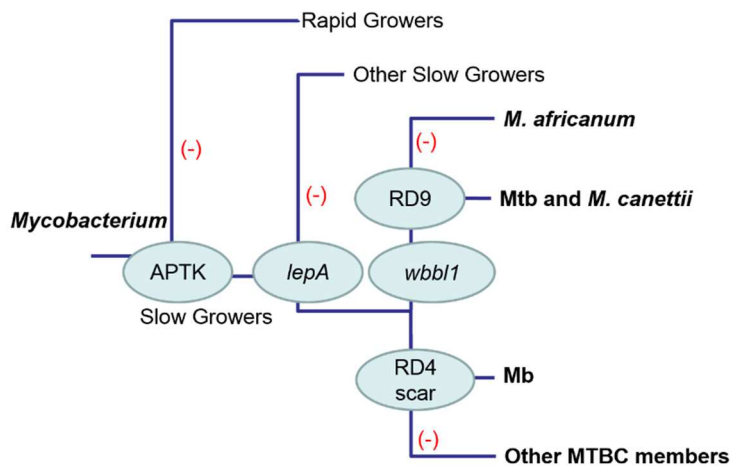 Rapid Growers
Other Slow Growers
M. africanum
(-)
(-)
(-)
RD9
Mtb and M. canettii
Mycobacterium
APTK
lepA
wbbl1
Slow Growers
RD4
scar
Mb
(-)
Other MTBC members